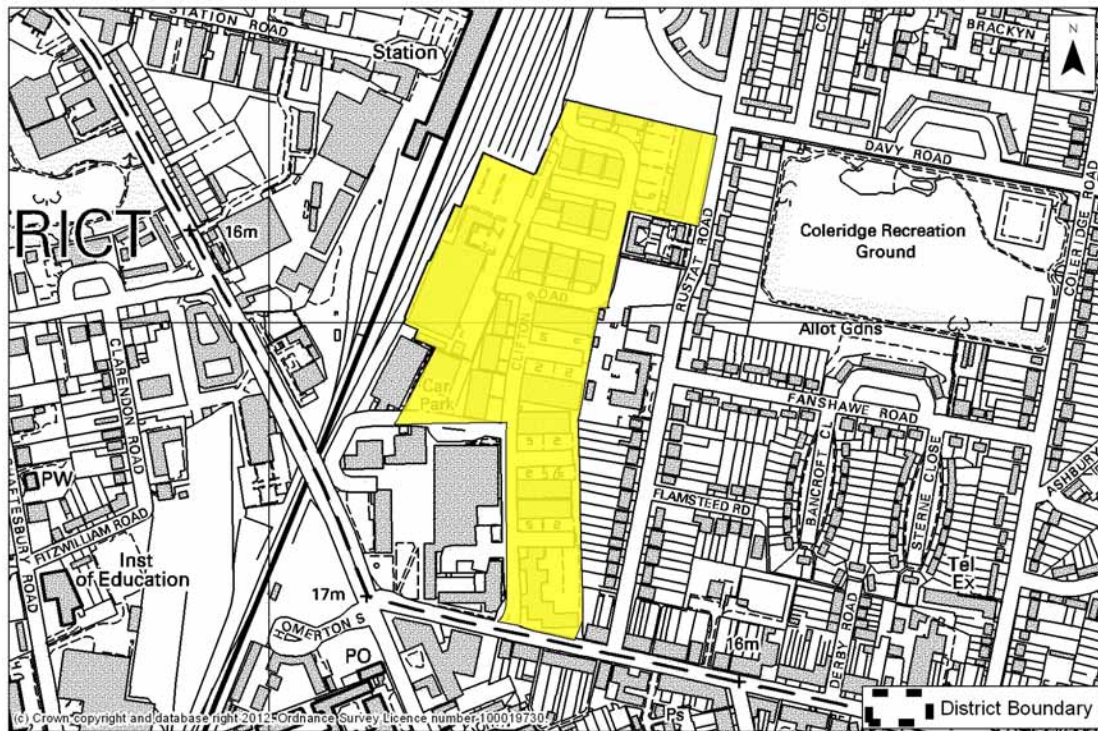 STATION ROAD
Station
BRACKYN
N
DAVY ROAD
COLERIDGE ROAD
RICT
16m
Coleridge Recreation
Ground
RUSTAT ROAD
OAD
CLIFTON
Allot Gdns
CLARENDON ROAD
Car
Park
FANSHAWE ROAD
BANCROFT CL
STERNE CLOSE
ASHBURY
PW
FITZWILLIAM ROAD
FLAMSTEED RD
Inst
of Education
Tel
Ex
17m
OMERTON S
DERBY ROAD
16m
PO
Ps
District Boundary
(c) Crown copyright and database right 2012. Ordnance Survey Licence number 100019730